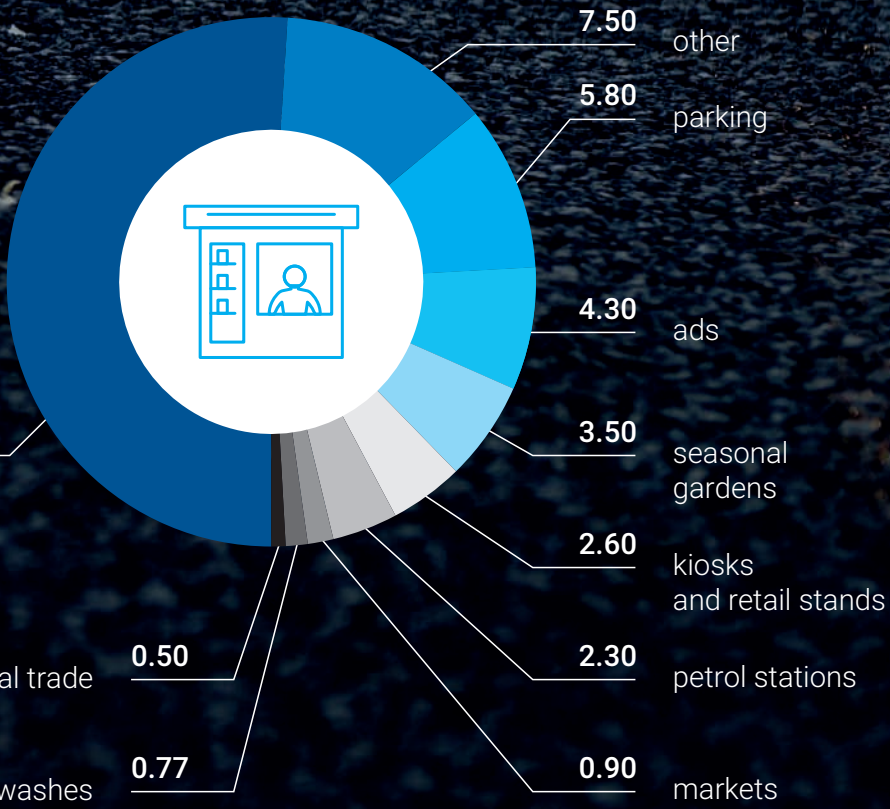 7.50
other
5.80
parking
4.30
ads
3.50
seasonal
gardens
2.60
kiosks
and retail stands
0.50
al trade
2.30
petrol stations
0.77
washes
0.90
markets